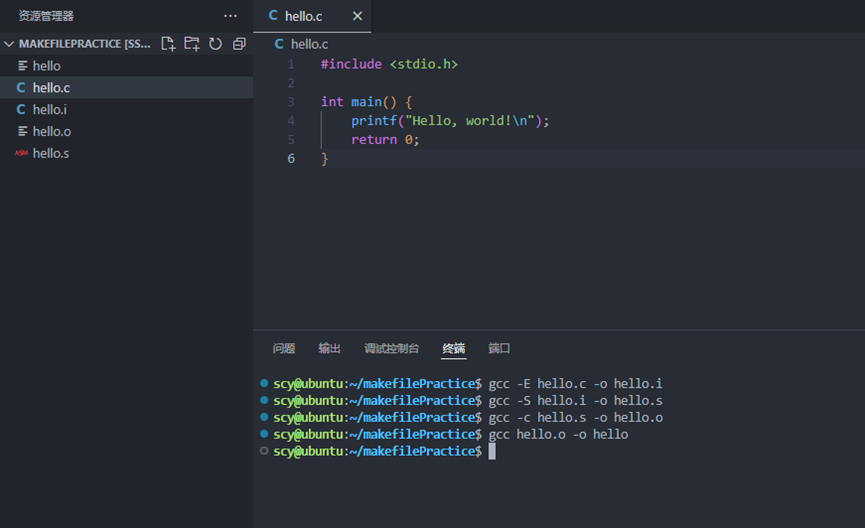 资源管理器 ···
MAKEFILEPRACTICE [SS...
hello
C hello.c
C hello.i
hello.o
ASM hello.s
C hello.c ×
C hello.c
1 #include <stdio.h>
2
3 int main() {
4 printf("Hello, world!\n");
5 return 0;
6 }
问题 输出 调试控制台 终端 端口
scy@ubuntu:~/makefilePractice$ gcc -E hello.c -o hello.i
scy@ubuntu:~/makefilePractice$ gcc -S hello.i -o hello.s
scy@ubuntu:~/makefilePractice$ gcc -c hello.s -o hello.o
scy@ubuntu:~/makefilePractice$ gcc hello.o -o hello
scy@ubuntu:~/makefilePractice$